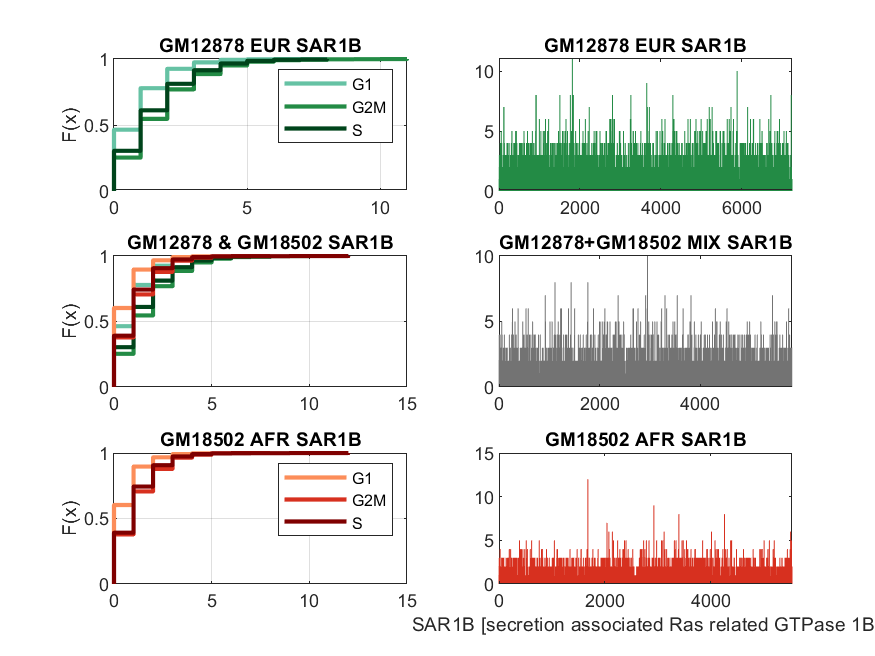 GM12878 EUR SAR1B
F(x)
1
0.5
0
0 5 10
G1
G2M
S
GM12878 EUR SAR1B
10
5
0
0 2000 4000 6000
GM12878 & GM18502 SAR1B
F(x)
1
0.5
0
0 5 10 15
GM12878+GM18502 MIX SAR1B
10
5
0
0 2000 4000
GM18502 AFR SAR1B
F(x)
1
0.5
0
0 5 10 15
G1
G2M
S
GM18502 AFR SAR1B
15
10
5
0
0 2000 4000
SAR1B [secretion associated Ras related GTPase 1B